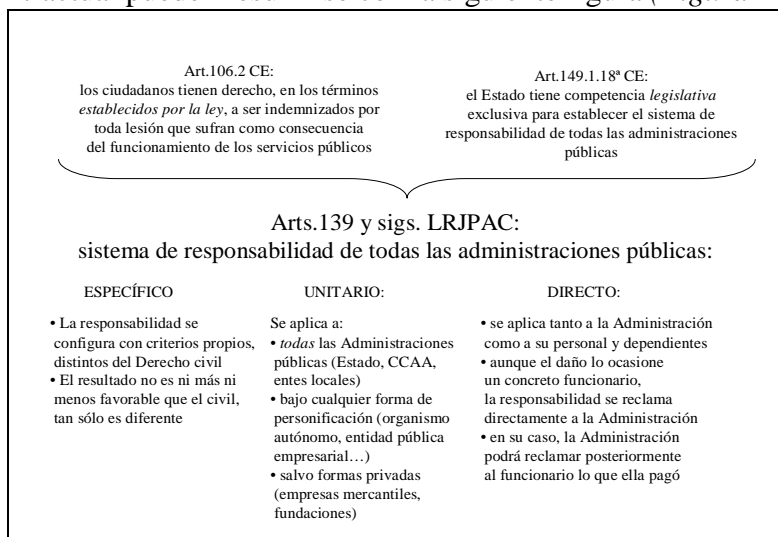 Art.106.2 CE:
los ciudadanos tienen derecho, en los términos
establecidos por la ley, a ser indemnizados por
toda lesión que sufran como consecuencia
del funcionamiento de los servicios públicos
Art.149.1.18ª CE:
el Estado tiene competencia legislativa
exclusiva para establecer el sistema de
responsabilidad de todas las administraciones
públicas
Arts.139 y sigs. LRJPAC:
sistema de responsabilidad de todas las administraciones públicas:
ESPECÍFICO
• La responsabilidad se
configura con criterios propios,
distintos del Derecho civil
• El resultado no es ni más ni
menos favorable que el civil,
tan sólo es diferente
UNITARIO:
Se aplica a:
• todas las Administraciones
públicas (Estado, CCAA,
entes locales)
• bajo cualquier forma de
personificación (organismo
autónomo, entidad pública
empresarial…)
• salvo formas privadas
(empresas mercantiles,
fundaciones)
DIRECTO:
• se aplica tanto a la Administración
como a su personal y dependientes
• aunque el daño lo ocasione
un concreto funcionario,
la responsabilidad se reclama
directamente a la Administración
• en su caso, la Administración
podrá reclamar posteriormente
al funcionario lo que ella pagó